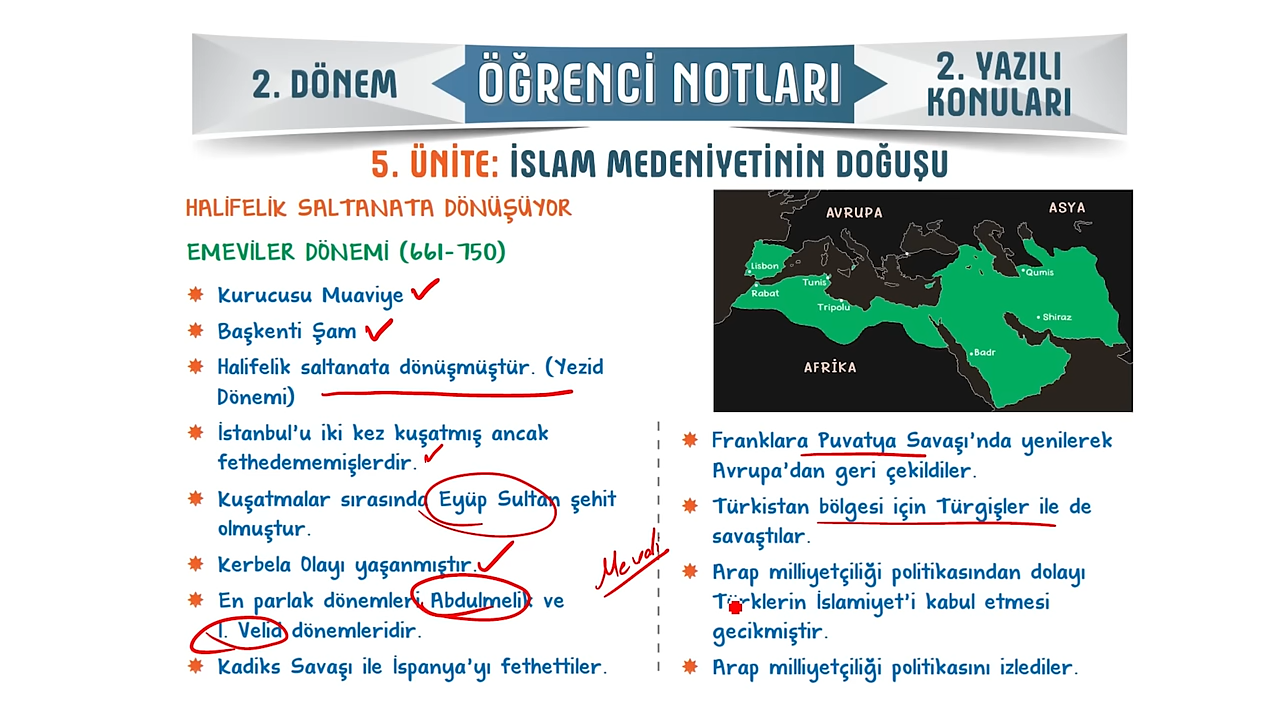 2. DÖNEM
ÖĞRENCİ NOTLARI
2. YAZILI
KONULARI
5. ÜNİTE: İSLAM MEDENİYETİNİN DOĞUŞU
HALİFELİK SALTANATA DÖNÜŞÜYOR
EMEVİLER DÖNEMİ (661-750)
Kurucusu Muaviye
Başkenti Şam
Halifelik saltanata dönüşmüştür. (Yezid
Dönemi)
İstanbul'u iki kez kuşatmış ancak
fethedememişlerdir.
Kuşatmalar sırasında Eyüp Sultan şehit
olmuştur.
Kerbela Olayı yaşanmıştır.
En parlak dönemleri Abdulmelik ve
I. Velid dönemleridir.
Kadiks Savaşı ile İspanya'yı fethettiler.
Mevali
AVRUPA
ASYA
Lisbon
Rabat
Tunis
Tripolu
Qumis
Shiraz
Badr
AFRİKA
Franklara Puvatya Savaşı'nda yenilerek
Avrupa'dan geri çekildiler.
Türkistan bölgesi için Türgişler ile de
savaştılar.
Arap milliyetçiliği politikasından dolayı
Türklerin İslamiyet'i kabul etmesi
gecikmiştir.
Arap milliyetçiliği politikasını izlediler.